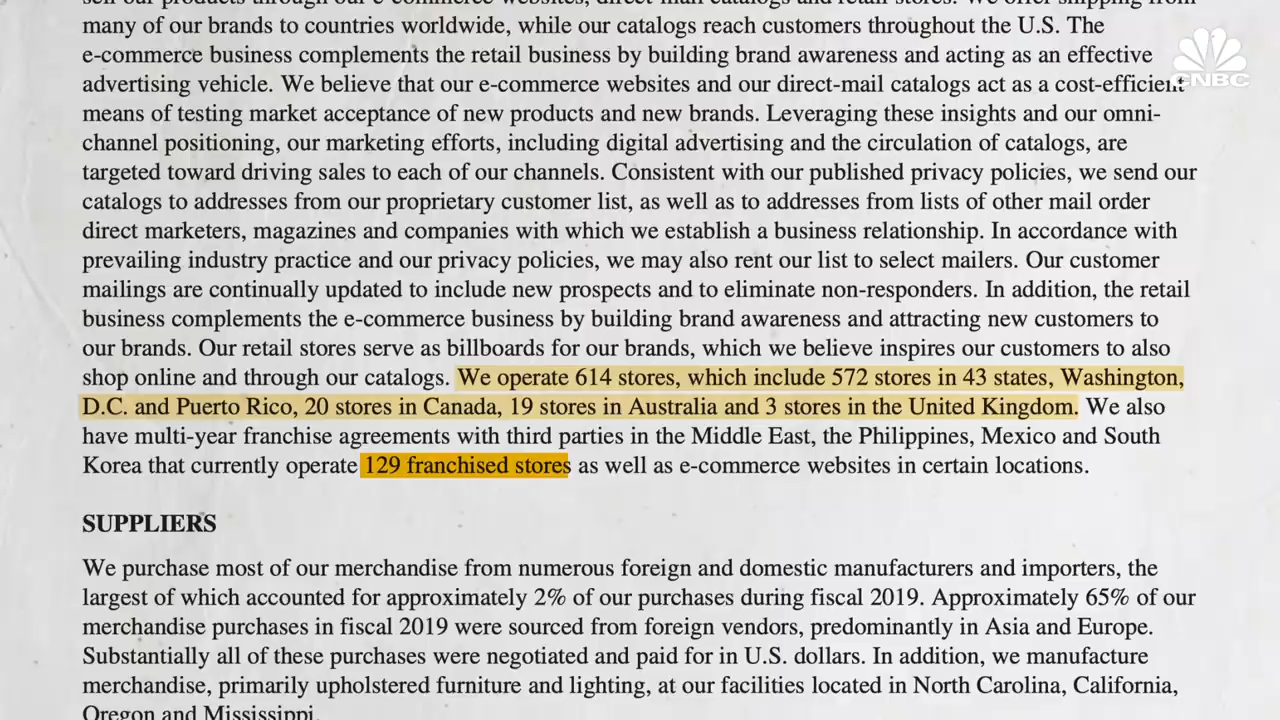 sell our products through our e-commerce websites, direct-mail catalogs and retail stores. We offer shipping from
many of our brands to countries worldwide, while our catalogs reach customers throughout the U.S. The
e-commerce business complements the retail business by building brand awareness and acting as an effective
advertising vehicle. We believe that our e-commerce websites and our direct-mail catalogs act as a cost-efficient
CNBC
means of testing market acceptance of new products and new brands. Leveraging these insights and our omni-
channel positioning, our marketing efforts, including digital advertising and the circulation of catalogs, are
targeted toward driving sales to each of our channels. Consistent with our published privacy policies, we send our
catalogs to addresses from our proprietary customer list, as well as to addresses from lists of other mail order
direct marketers, magazines and companies with which we establish a business relationship. In accordance with
prevailing industry practice and our privacy policies, we may also rent our list to select mailers. Our customer
mailings are continually updated to include new prospects and to eliminate non-responders. In addition, the retail
business complements the e-commerce business by building brand awareness and attracting new customers to
our brands. Our retail stores serve as billboards for our brands, which we believe inspires our customers to also
shop online and through our catalogs. We operate 614 stores, which include 572 stores in 43 states, Washington,
D.C. and Puerto Rico, 20 stores in Canada, 19 stores in Australia and 3 stores in the United Kingdom. We also
have multi-year franchise agreements with third parties in the Middle East, the Philippines, Mexico and South
Korea that currently operate 129 franchised stores as well as e-commerce websites in certain locations.
SUPPLIERS
We purchase most of our merchandise from numerous foreign and domestic manufacturers and importers, the
largest of which accounted for approximately 2% of our purchases during fiscal 2019. Approximately 65% of our
merchandise purchases in fiscal 2019 were sourced from foreign vendors, predominantly in Asia and Europe.
Substantially all of these purchases were negotiated and paid for in U.S. dollars. In addition, we manufacture
merchandise, primarily upholstered furniture and lighting, at our facilities located in North Carolina, California,
Oregon and Mississippi.